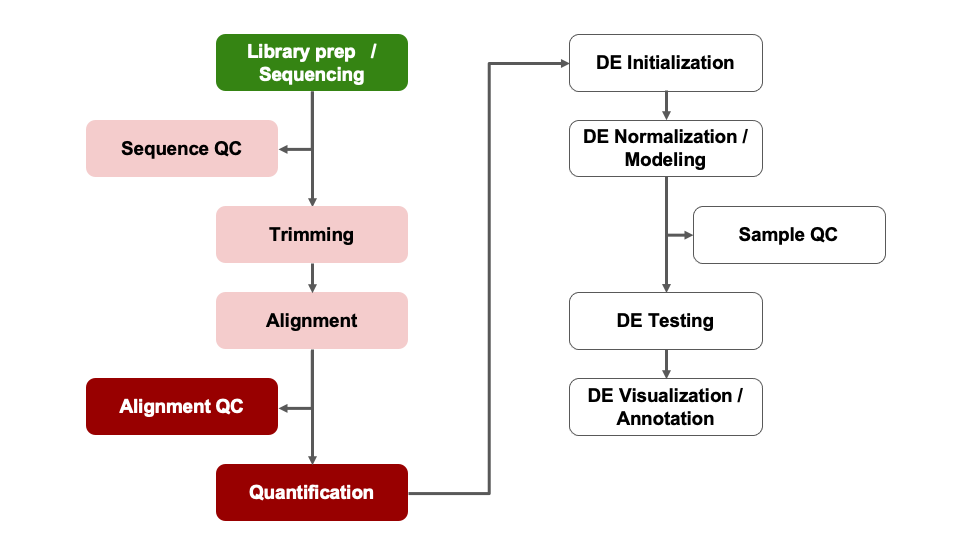 Library prep /
Sequencing
Sequence QC
Trimming
Alignment
Alignment QC
Quantification
DE Initialization
DE Normalization /
Modeling
Sample QC
DE Testing
DE Visualization /
Annotation